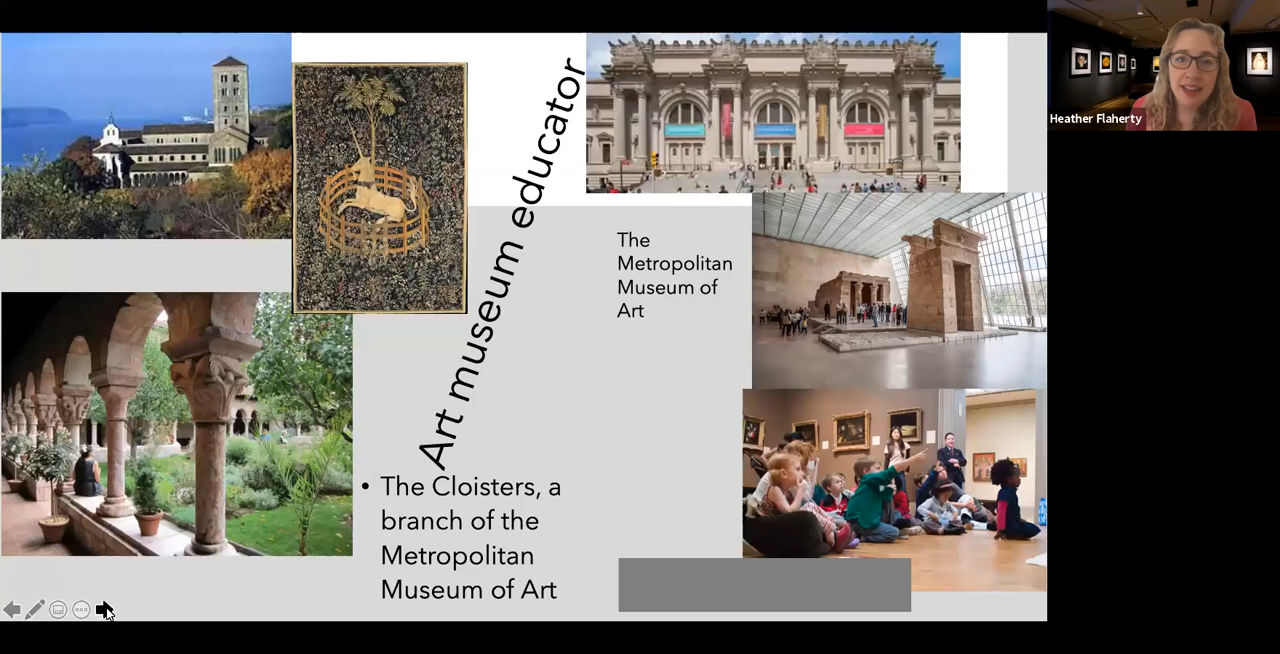 Art museum educator
The
Metropolitan
Museum of
Art
• The Cloisters, a
branch of the
Metropolitan
Museum of Art
Heather Flaherty